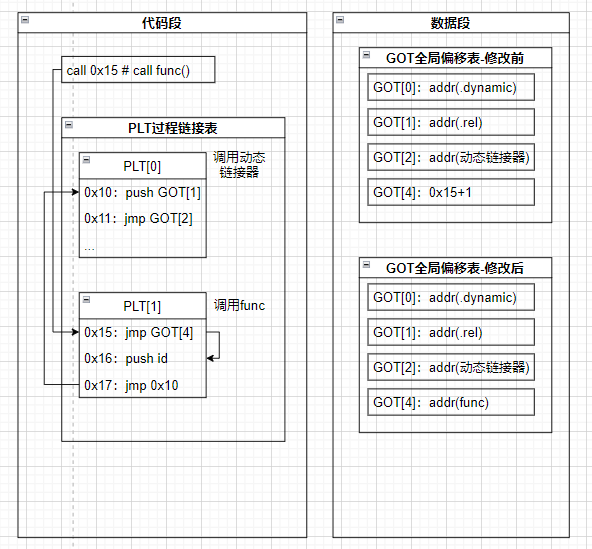 代码段
call 0x15 # call func()
PLT过程链接表
PLT[0]
调用动态
链接器
0x10：push GOT[1]
0x11：jmp GOT[2]
...
PLT[1]
调用func
0x15：jmp GOT[4]
0x16：push id
0x17：jmp 0x10
数据段
GOT全局偏移表-修改前
GOT[0]：addr(.dynamic)
GOT[1]：addr(.rel)
GOT[2]：addr(动态链接器)
GOT[4]：0x15+1
GOT全局偏移表-修改后
GOT[0]：addr(.dynamic)
GOT[1]：addr(.rel)
GOT[2]：addr(动态链接器)
GOT[4]：addr(func)